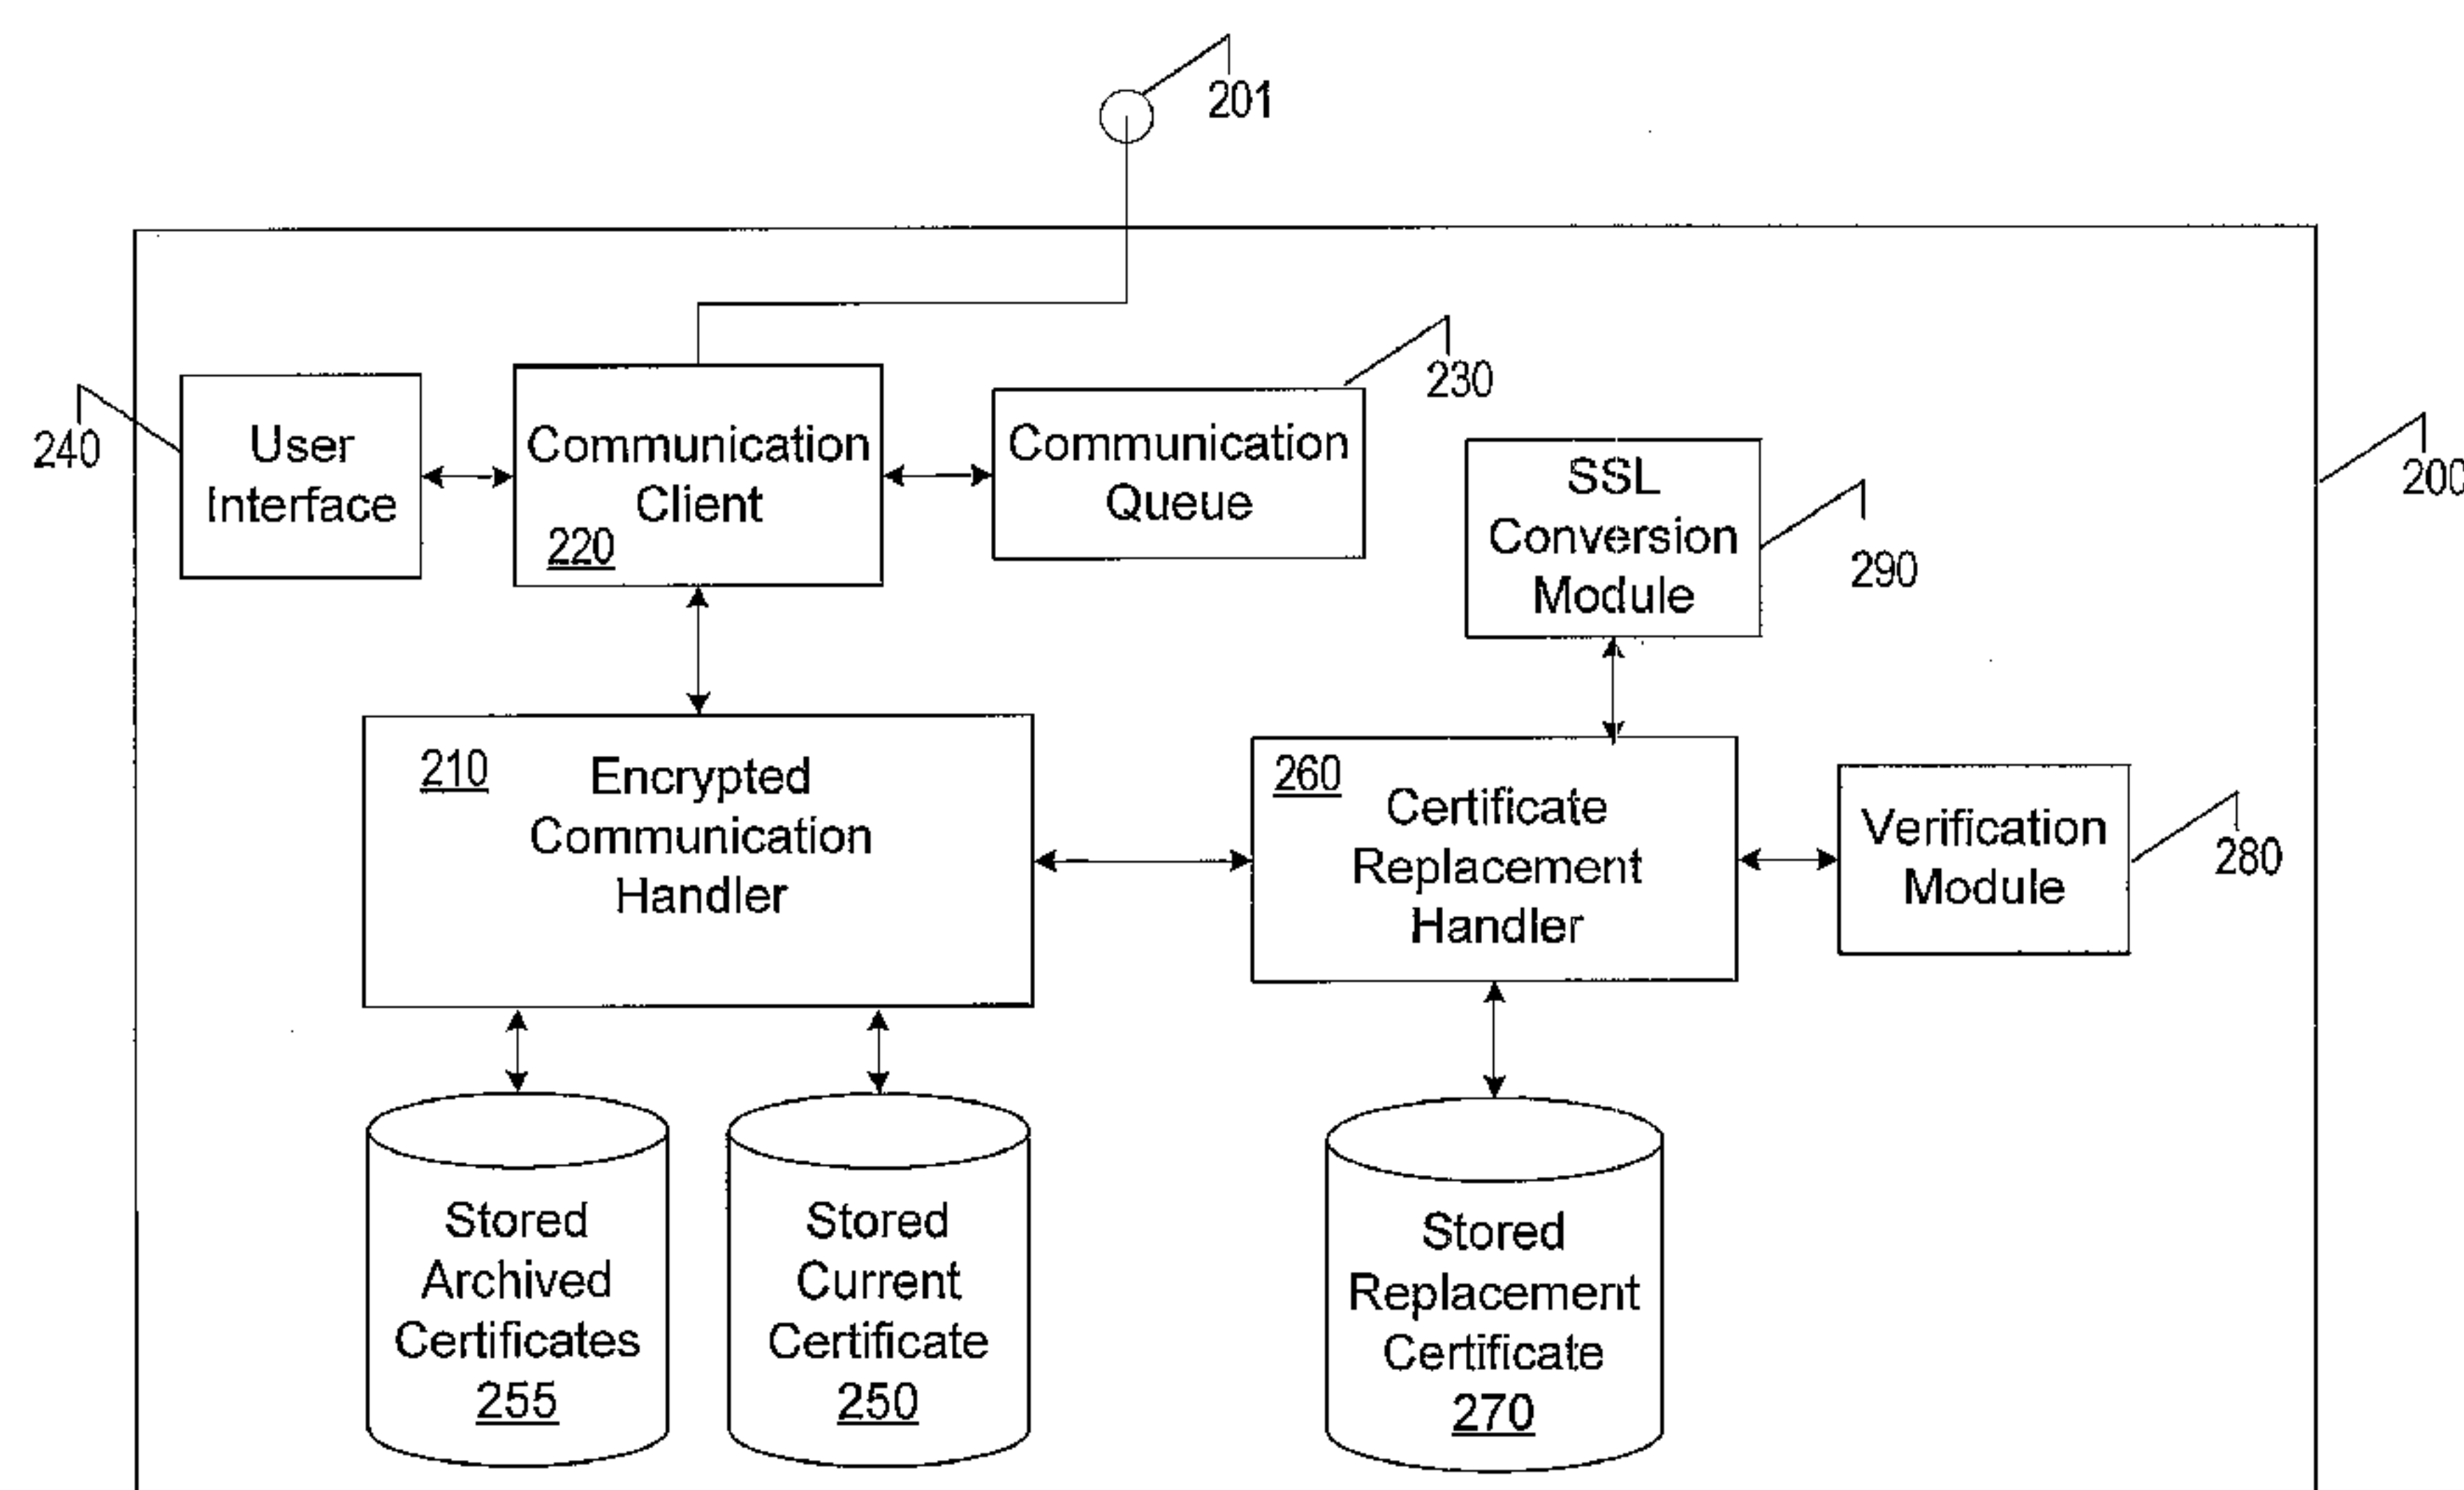 201
240
User
Interface
Communication
Client
220
Communication
Queue
230
SSL
Conversion
Module
290
200
210
Encrypted
Communication
Handler
260
Certificate
Replacement
Handler
Verification
Module
280
Stored
Archived
Certificates
255
Stored
Current
Certificate
250
Stored
Replacement
Certificate
270